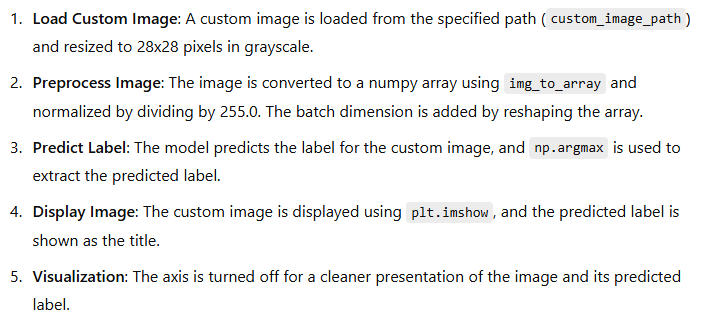 1. Load Custom Image: A custom image is loaded from the specified path ( custom_image_path )
and resized to 28x28 pixels in grayscale.
2. Preprocess Image: The image is converted to a numpy array using img_to_array and
normalized by dividing by 255.0. The batch dimension is added by reshaping the array.
3. Predict Label: The model predicts the label for the custom image, and np.argmax is used to
extract the predicted label.
4. Display Image: The custom image is displayed using plt.imshow , and the predicted label is
shown as the title.
5. Visualization: The axis is turned off for a cleaner presentation of the image and its predicted
label.